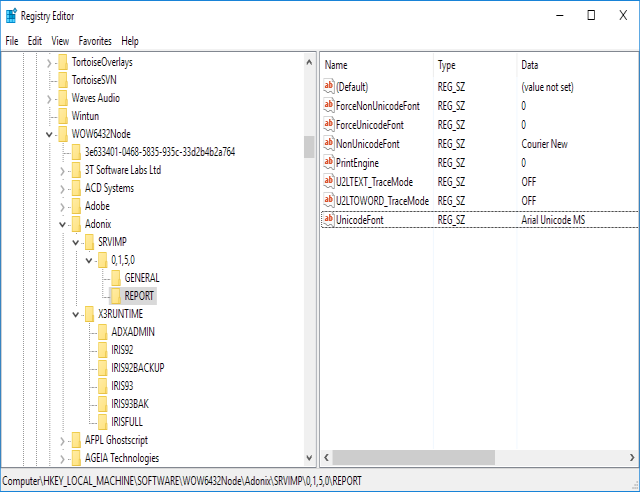 Registry Editor
File Edit View Favorites Help
TortoiseOverlays
TortoiseSVN
Waves Audio
Wintun
WOW6432Node
3e633401-0468-5835-935c-33d2b4b2a764
3T Software Labs Ltd
ACD Systems
Adobe
Adonix
SRVIMP
0,1,5,0
GENERAL
REPORT
X3RUNTIME
ADXADMIN
IRIS92
IRIS92BACKUP
IRIS93
IRIS93BAK
IRISFULL
AFPL Ghostscript
AGEIA Technologies
Name Type Data
(Default) REG_SZ (value not set)
ForceNonUnicodeFont REG_SZ 0
ForceUnicodeFont REG_SZ 0
NonUnicodeFont REG_SZ Courier New
PrintEngine REG_SZ 0
U2LTEXT_TraceMode REG_SZ OFF
U2LTOWORD_TraceMode REG_SZ OFF
UnicodeFont REG_SZ Arial Unicode MS
Computer\HKEY_LOCAL_MACHINE\SOFTWARE\WOW6432Node\Adonix\SRVIMP\0,1,5,0\REPORT